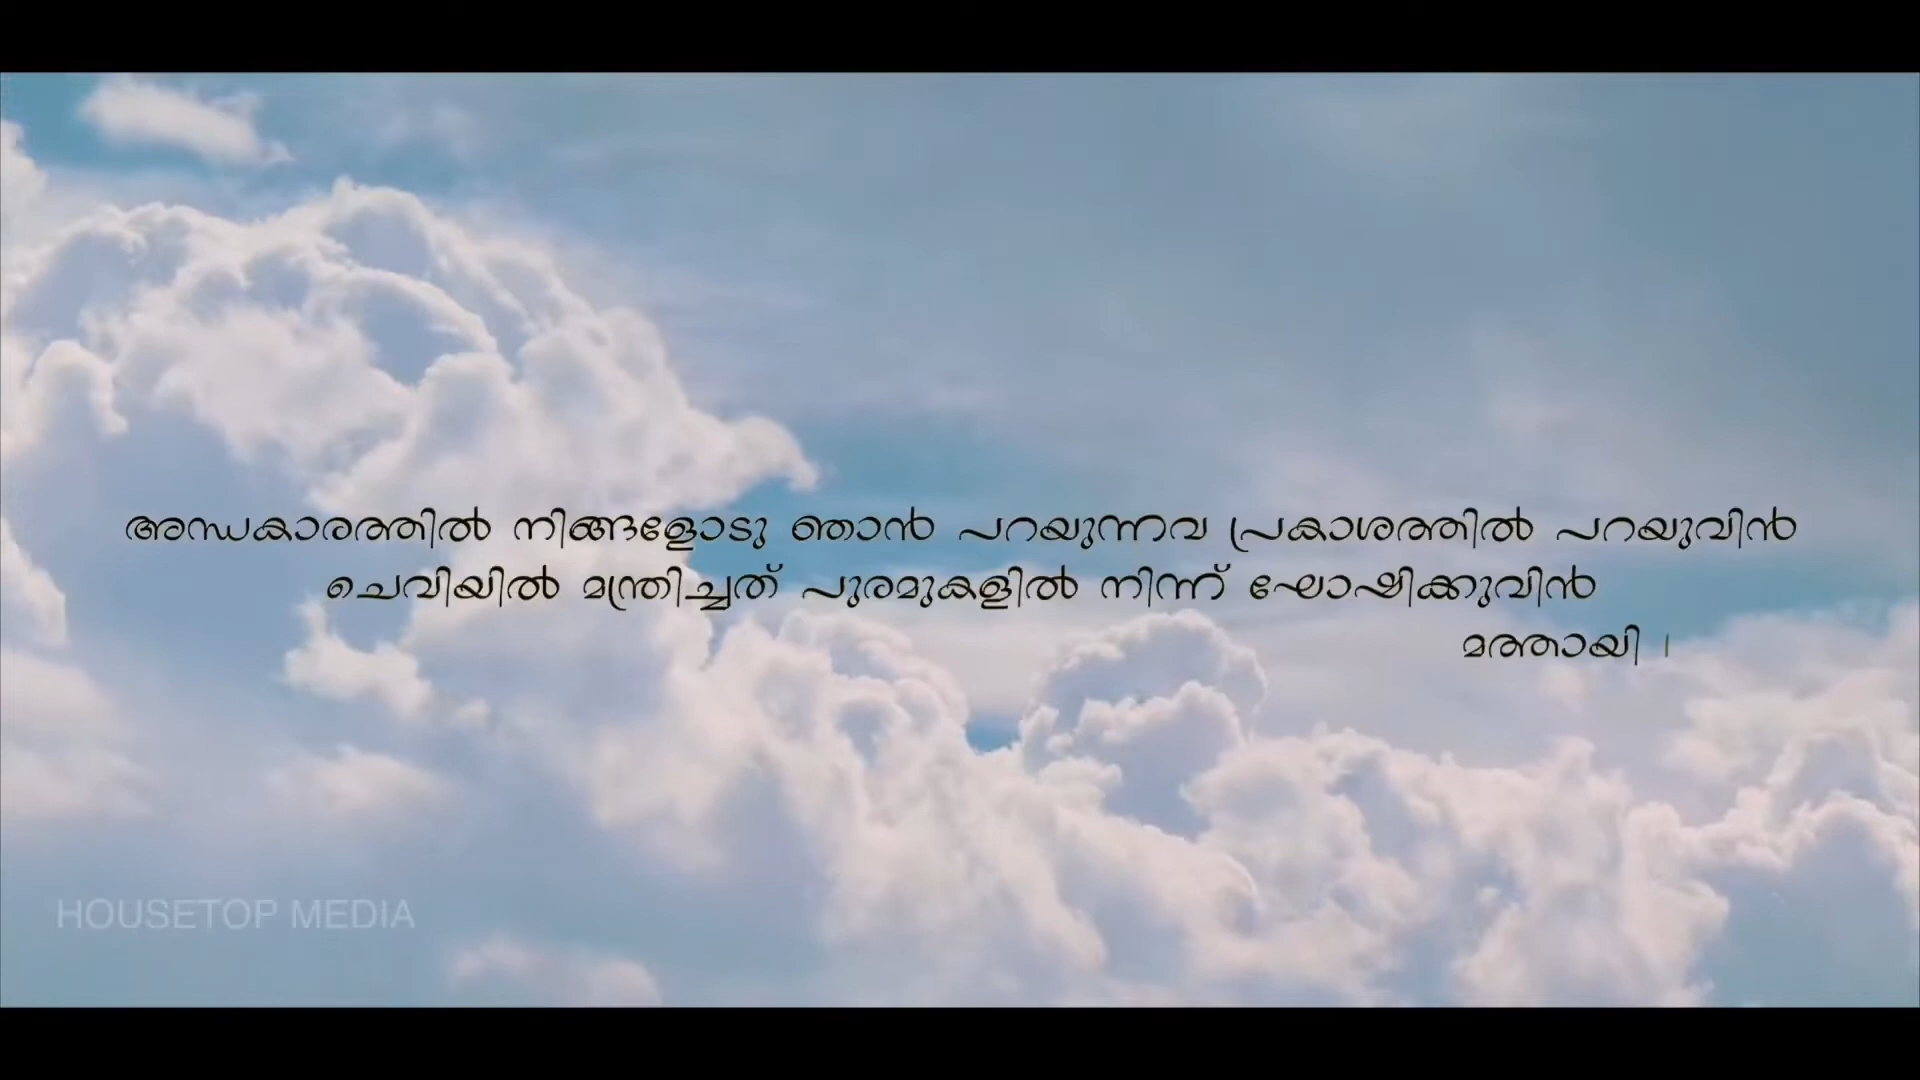 അന്ധകാരത്തിൽ നിങ്ങളോടു ഞാൻ പറയുന്നവ പ്രകാശത്തിൽ പറയുവിൻ
ചെവിയിൽ മന്ത്രിച്ചത് പുരമുകളിൽ നിന്ന് ഘോഷിക്കുവിൻ
മത്തായി
HOUSETOP MEDIA